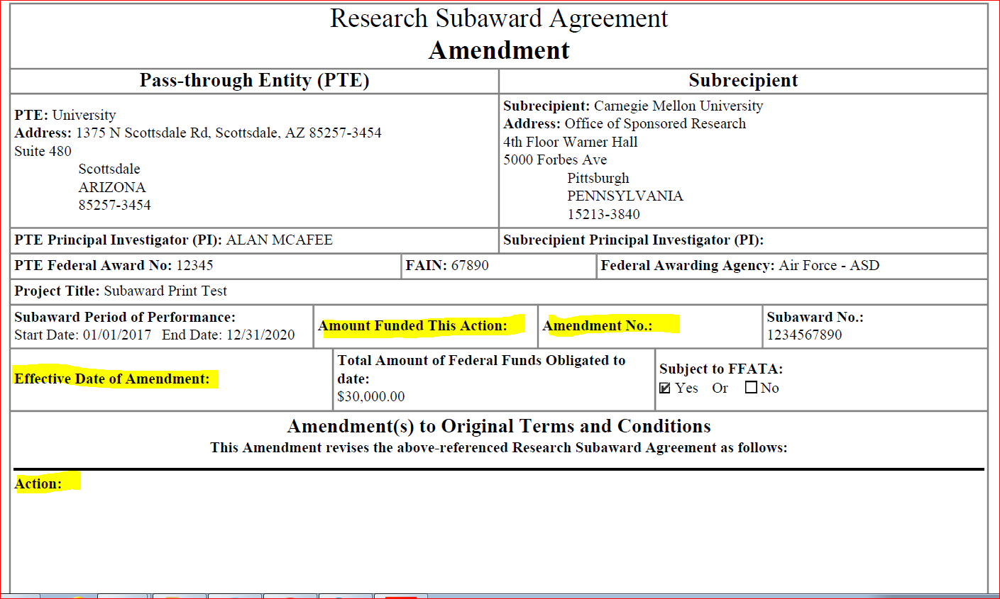 Research Subaward Agreement
Amendment
Pass-through Entity (PTE)
Subrecipient
PTE: University
Address: 1375 N Scottsdale Rd, Scottsdale, AZ 85257-3454
Suite 480
Scottsdale
ARIZONA
85257-3454
Subrecipient: Carnegie Mellon University
Address: Office of Sponsored Research
4th Floor Warner Hall
5000 Forbes Ave
Pittsburgh
PENNSYLVANIA
15213-3840
PTE Principal Investigator (PI): ALAN MCAFEE
Subrecipient Principal Investigator (PI):
PTE Federal Award No: 12345
FAIN: 67890
Federal Awarding Agency: Air Force - ASD
Project Title: Subaward Print Test
Subaward Period of Performance:
Start Date: 01/01/2017 End Date: 12/31/2020
Amount Funded This Action:
Amendment No.:
Subaward No.:
1234567890
Effective Date of Amendment:
Total Amount of Federal Funds Obligated to
date:
$30,000.00
Subject to FFATA:
Yes Or No
Amendment(s) to Original Terms and Conditions
This Amendment revises the above-referenced Research Subaward Agreement as follows:
Action: